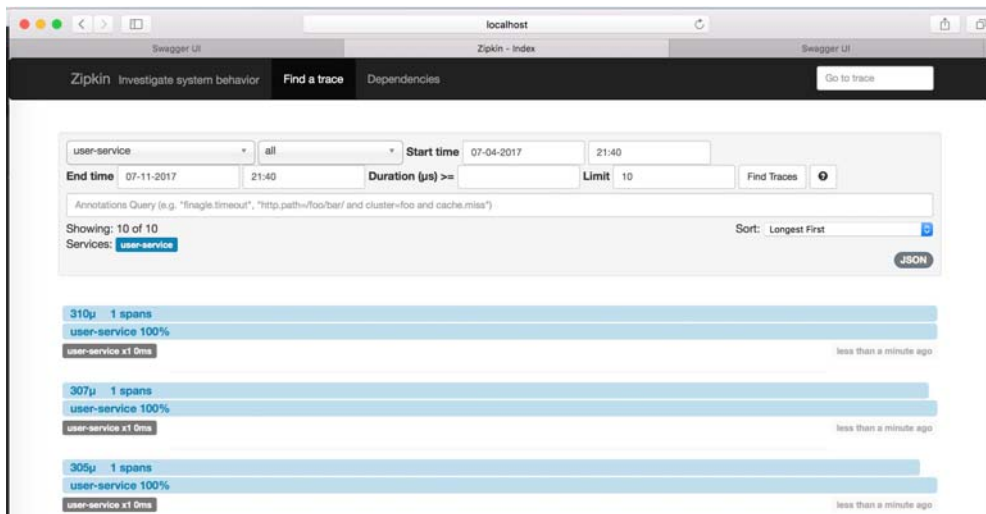 localhost
Swagger UI Zipkin - Index Swagger UI
Zipkin Investigate system behavior Find a trace Dependencies Go to trace
user-service all Start time 07-04-2017 21:40
End time 07-11-2017 21:40 Duration (μs) >= Limit 10 Find Traces ?
Annotations Query (e.g. "finagle.timeout", "http.path=/foo/bar/ and cluster=foo and cache.miss")
Showing: 10 of 10 Sort: Longest First
Services: user-service
JSON
310μ 1 spans
user-service 100%
user-service x1 0ms less than a minute ago
307μ 1 spans
user-service 100%
user-service x1 0ms less than a minute ago
305μ 1 spans
user-service 100%
user-service x1 0ms less than a minute ago